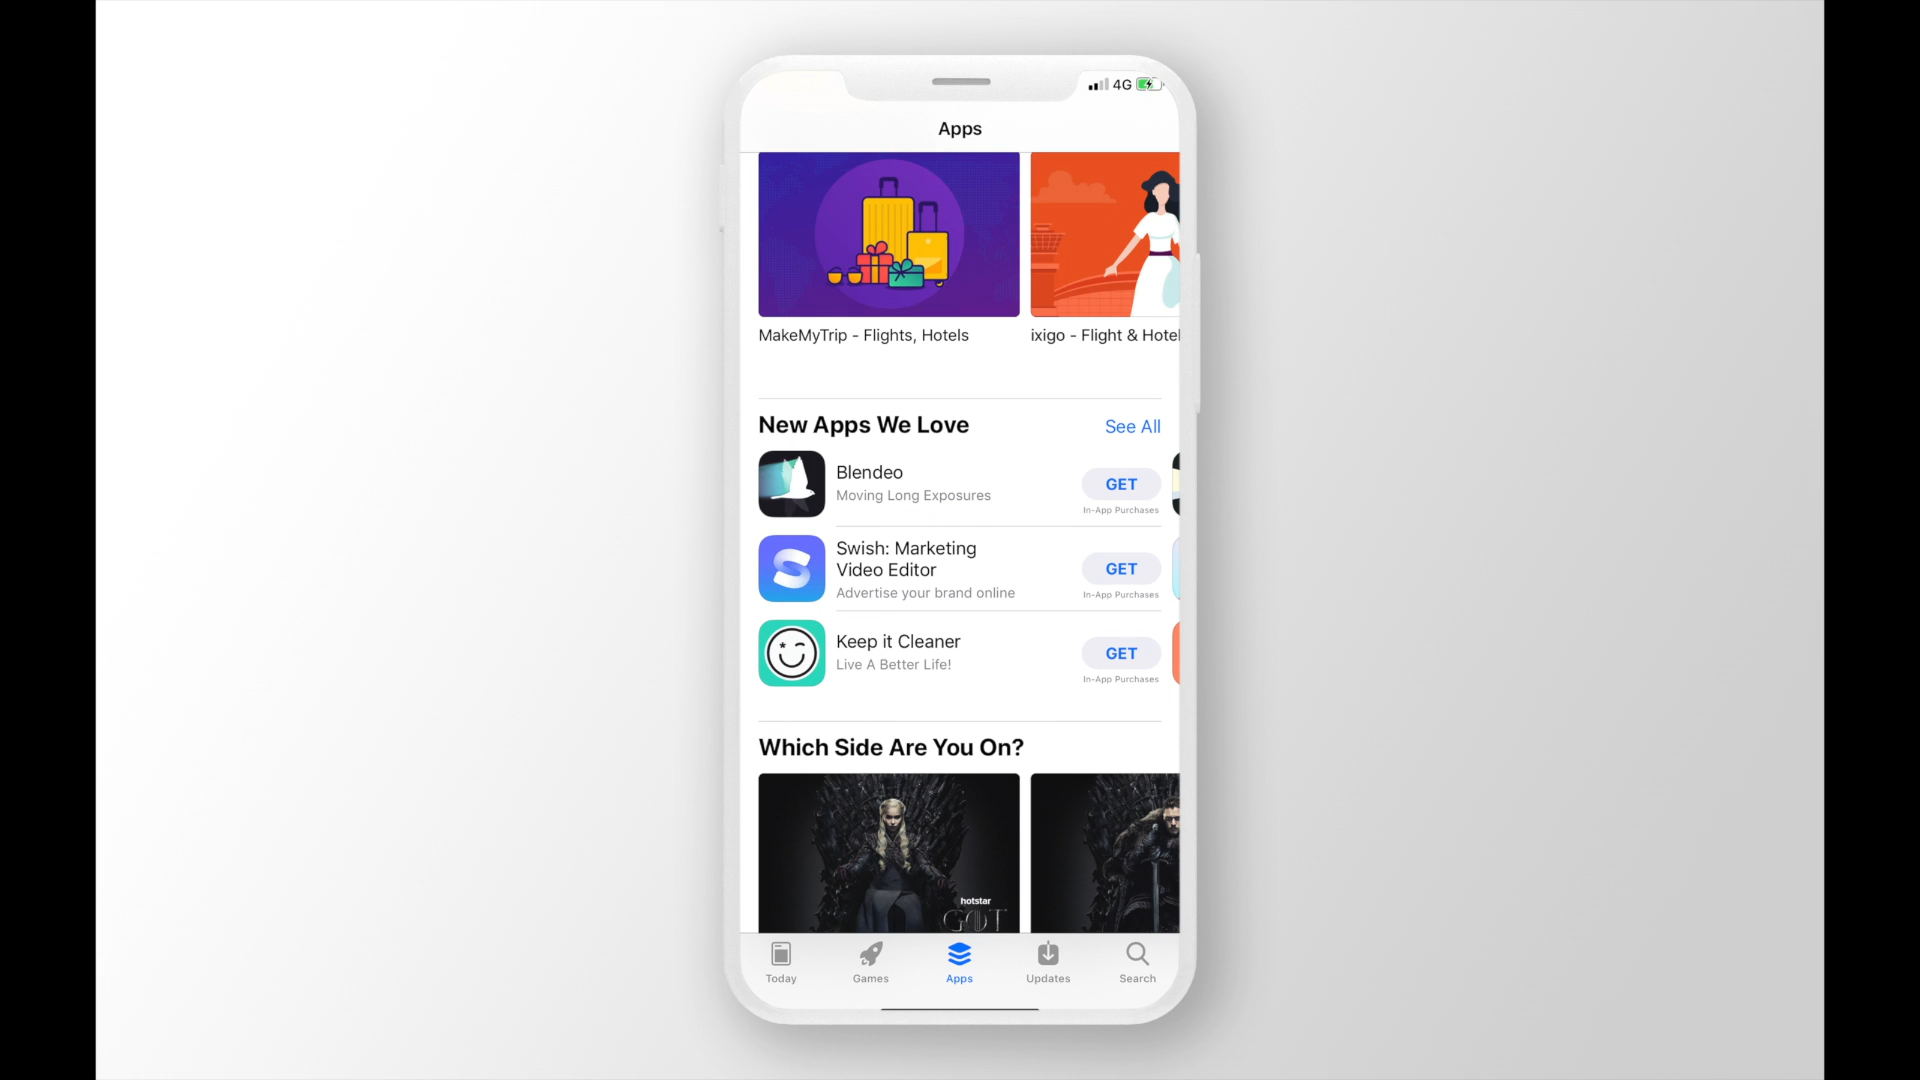 4G
Apps
MakeMyTrip - Flights, Hotels
ixigo - Flight & Hotel
New Apps We Love
See All
Blendeo
Moving Long Exposures
GET
In-App Purchases
Swish: Marketing
Video Editor
Advertise your brand online
GET
In-App Purchases
Keep it Cleaner
Live A Better Life!
GET
In-App Purchases
Which Side Are You On?
hotstar
GOT
Today
Games
Apps
Updates
Search